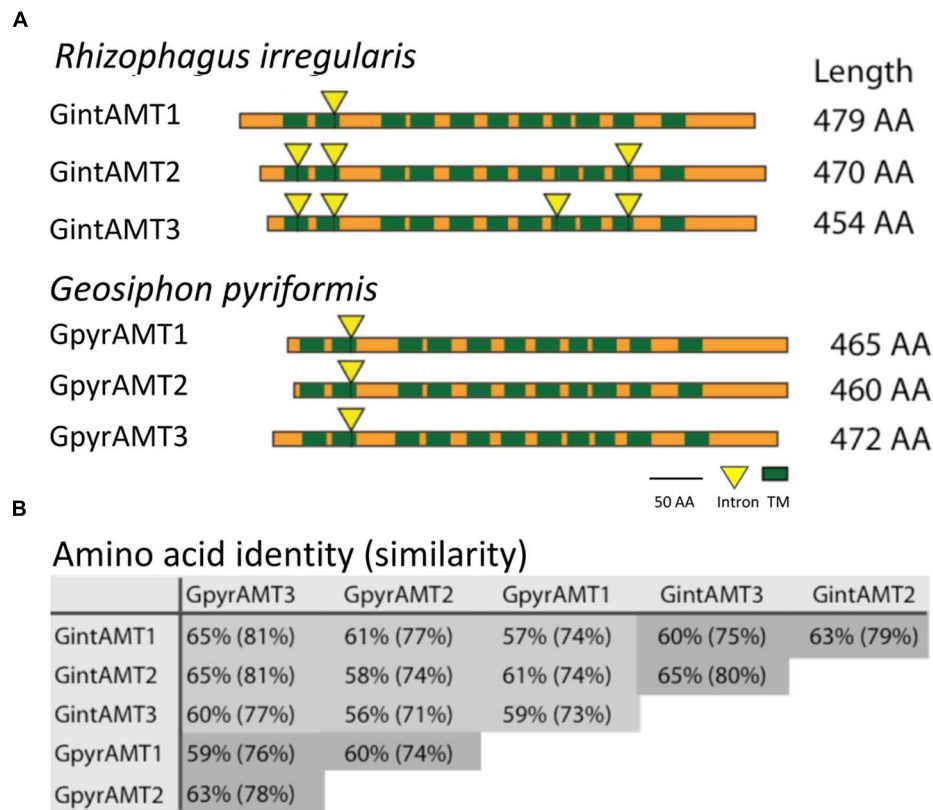 A
Rhizophagus irregularis
Length
GintAMT1 479 AA
GintAMT2 470 AA
GintAMT3 454 AA
Geosiphon pyriformis
GpyrAMT1 465 AA
GpyrAMT2 460 AA
GpyrAMT3 472 AA
50 AA Intron TM
B
Amino acid identity (similarity)
GpyrAMT3 GpyrAMT2 GpyrAMT1 GintAMT3 GintAMT2
GintAMT1 65% (81%) 61% (77%) 57% (74%) 60% (75%) 63% (79%)
GintAMT2 65% (81%) 58% (74%) 61% (74%) 65% (80%)
GintAMT3 60% (77%) 56% (71%) 59% (73%)
GpyrAMT1 59% (76%) 60% (74%)
GpyrAMT2 63% (78%)